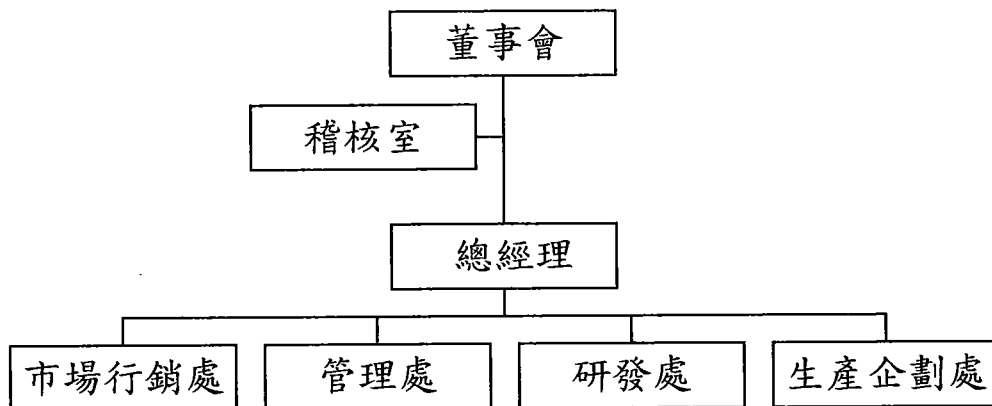 董事會
稽核室
總經理
市場行銷處
管理處
研發處
生產企劃處